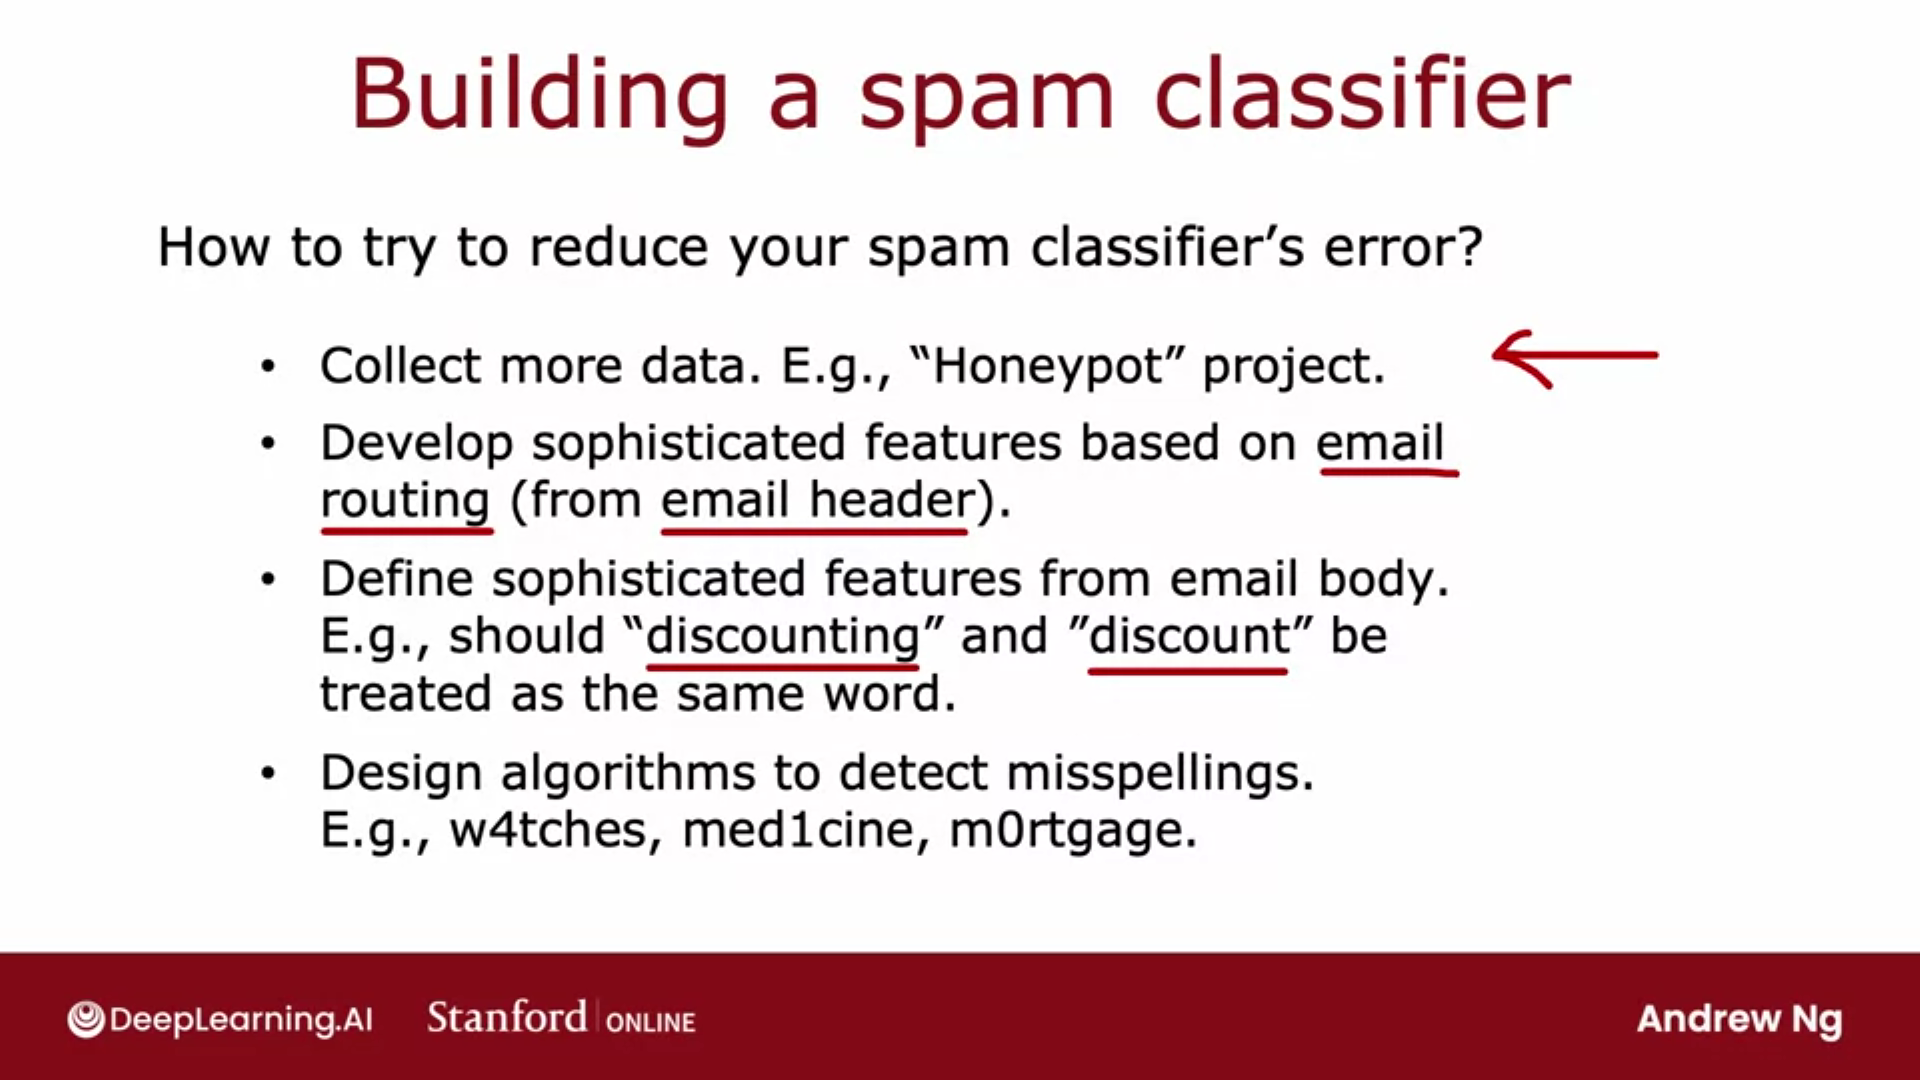 Building a spam classifier
How to try to reduce your spam classifier’s error?
• Collect more data. E.g., “Honeypot” project.
• Develop sophisticated features based on email
routing (from email header).
• Define sophisticated features from email body.
E.g., should “discounting” and ”discount” be
treated as the same word.
• Design algorithms to detect misspellings.
E.g., w4tches, med1cine, m0rtgage.
DeepLearning.AI Stanford | ONLINE Andrew Ng